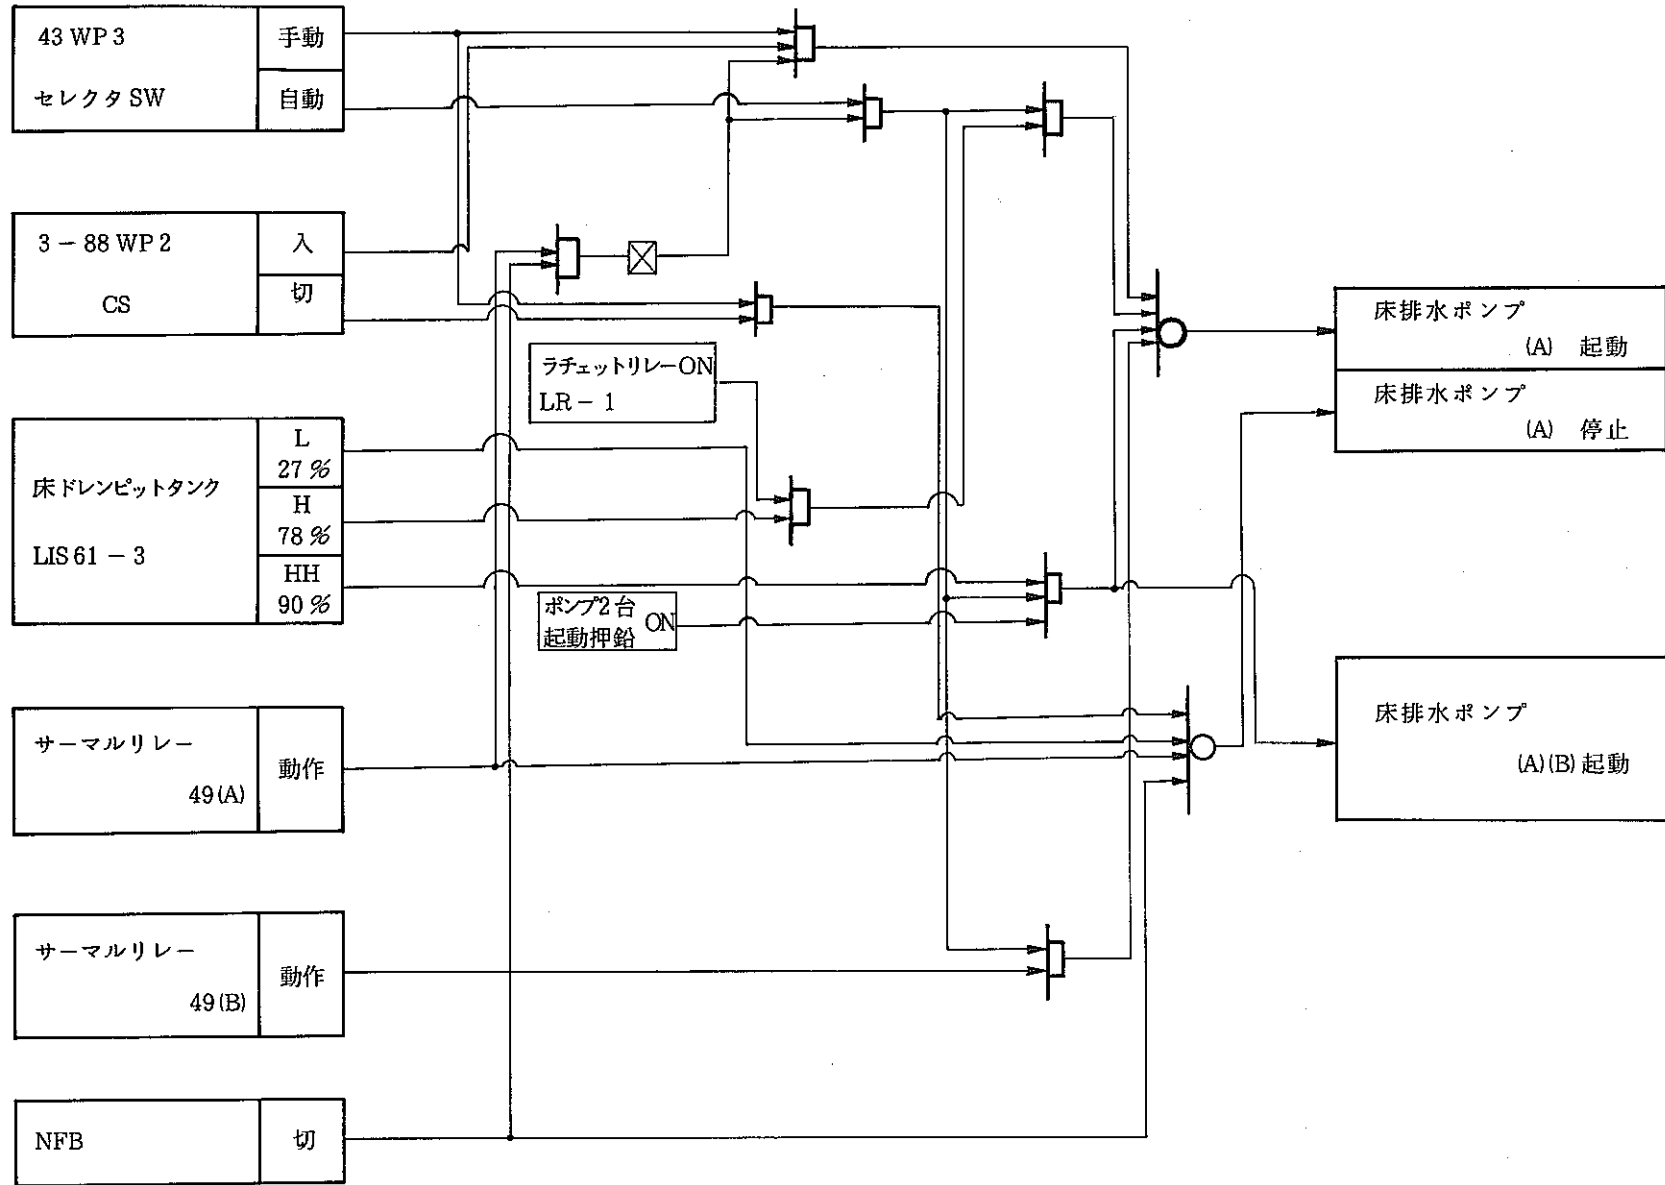 43 WP 3
手動
セレクタ SW
自動
3 - 88 WP 2
入
CS
切
ラチェットリレー ON
LR - 1
床ドレンピットタンク
LIS 61 - 3
L
27 %
H
78 %
HH
90 %
ポンプ2台
起動押釦 ON
サーマルリレー
49 (A)
動作
サーマルリレー
49 (B)
動作
NFB
切
床排水ポンプ
(A) 起動
床排水ポンプ
(A) 停止
床排水ポンプ
(A) (B) 起動